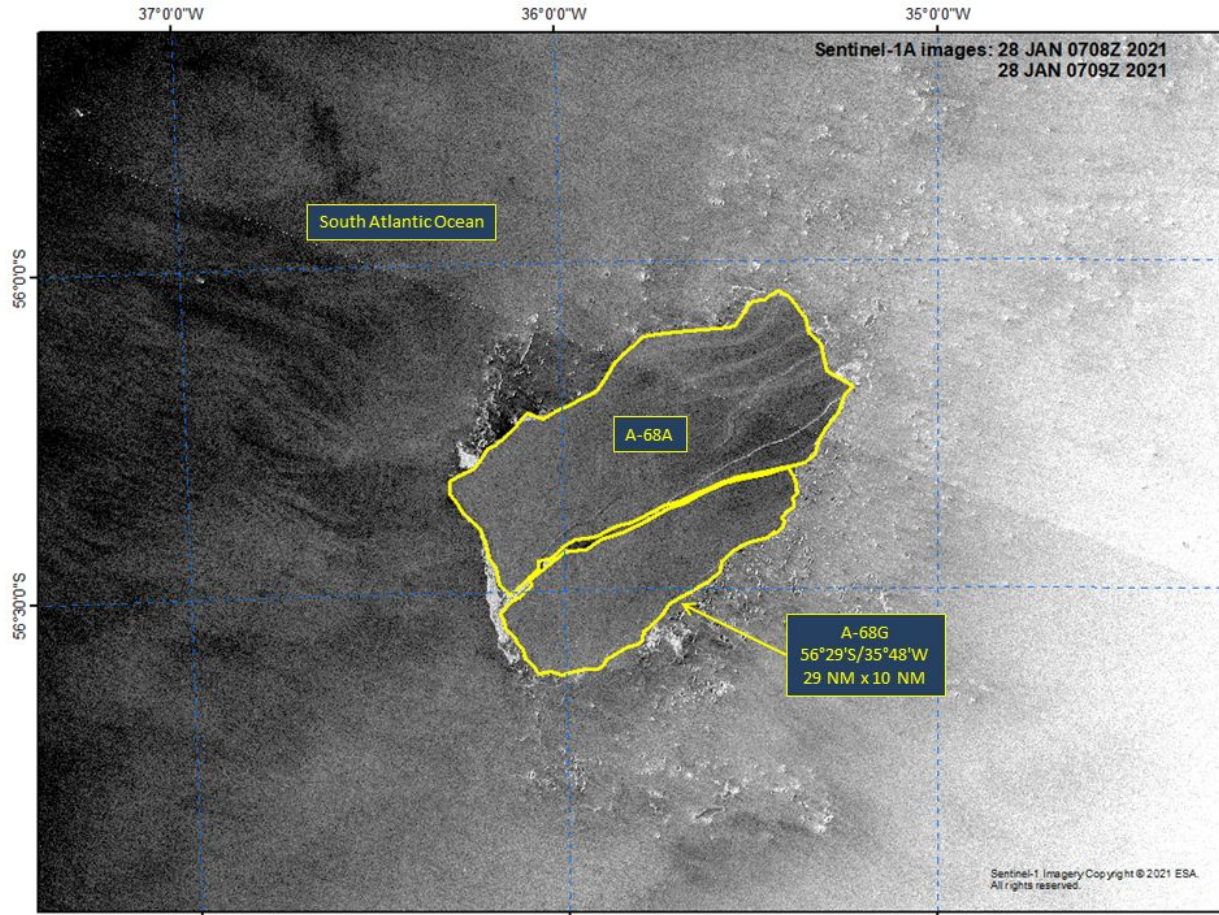 37°0'0"W
36°0'0"W
35°0'0"W
Sentinel-1A images: 28 JAN 0708Z 2021
28 JAN 0709Z 2021
South Atlantic Ocean
56°0'0"S
A-68A
56°30'0"S
A-68G
56°29'S/35°48'W
29 NM x 10 NM
Sentinel-1 Imagery Copyright © 2021 ESA.
All rights reserved.